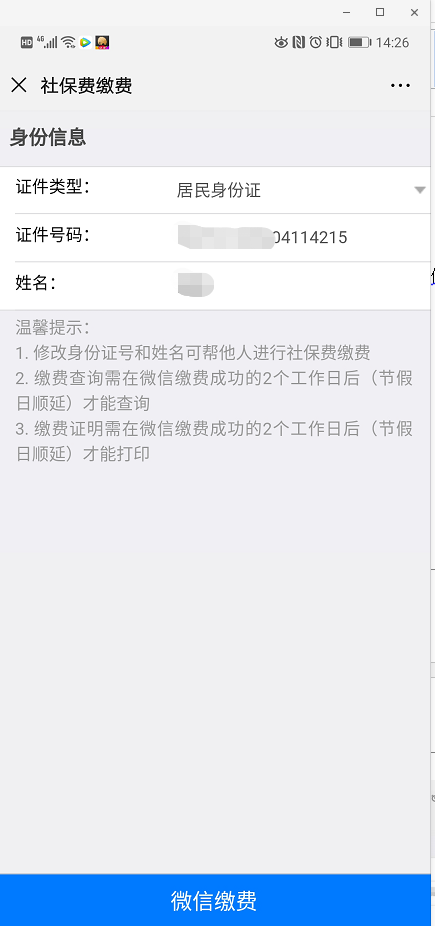 HD 4G 14:26
社保费缴费
身份信息
证件类型： 居民身份证
证件号码： 04114215
姓名：
温馨提示：
1. 修改身份证号和姓名可帮他人进行社保费缴费
2. 缴费查询需在微信缴费成功的2个工作日后（节假
日顺延）才能查询
3. 缴费证明需在微信缴费成功的2个工作日后（节假
日顺延）才能打印
微信缴费